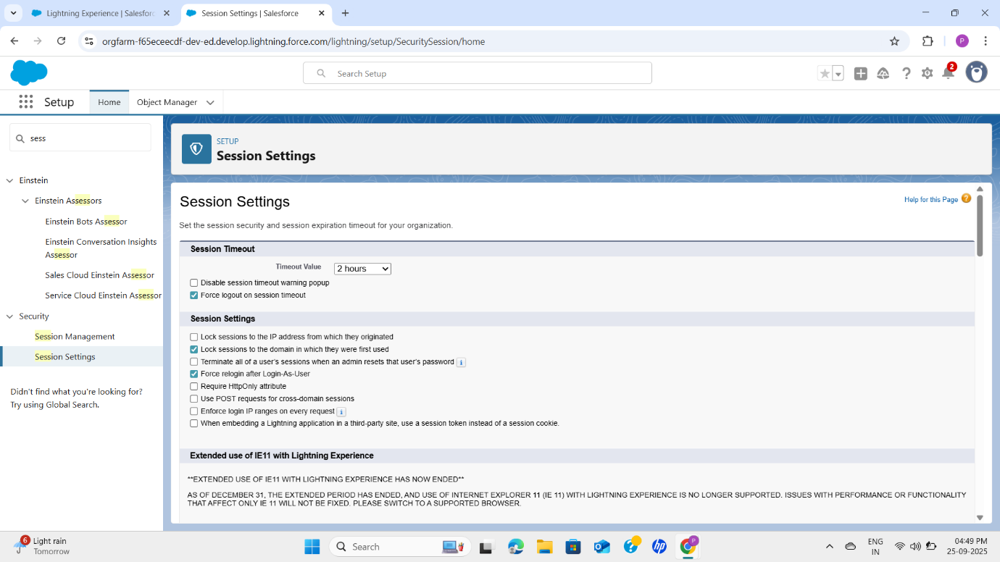 Lightning Experience | Salesforc
Session Settings | Salesforce
orgfarm-f65eceecdf-dev-ed.develop.lightning.force.com/lightning/setup/SecuritySession/home
P
Search Setup
2
Setup
Home
Object Manager
sess
Einstein
Einstein Assessors
Einstein Bots Assessor
Einstein Conversation Insights
Assessor
Sales Cloud Einstein Assessor
Service Cloud Einstein Assessor
Security
Session Management
Session Settings
Didn't find what you're looking for?
Try using Global Search.
SETUP
Session Settings
Session Settings
Help for this Page
Set the session security and session expiration timeout for your organization.
Session Timeout
Timeout Value 2 hours
Disable session timeout warning popup
Force logout on session timeout
Session Settings
Lock sessions to the IP address from which they originated
Lock sessions to the domain in which they were first used
Terminate all of a user's sessions when an admin resets that user's password
Force relogin after Login-As-User
Require HttpOnly attribute
Use POST requests for cross-domain sessions
Enforce login IP ranges on every request
When embedding a Lightning application in a third-party site, use a session token instead of a session cookie.
Extended use of IE11 with Lightning Experience
**EXTENDED USE OF IE11 WITH LIGHTNING EXPERIENCE HAS NOW ENDED**
AS OF DECEMBER 31, THE EXTENDED PERIOD HAS ENDED, AND USE OF INTERNET EXPLORER 11 (IE 11) WITH LIGHTNING EXPERIENCE IS NO LONGER SUPPORTED. ISSUES WITH PERFORMANCE OR FUNCTIONALITY
THAT AFFECT ONLY IE 11 WILL NOT BE FIXED. PLEASE SWITCH TO A SUPPORTED BROWSER.
6
Light rain
Tomorrow
Search
hp
P
ENG
IN
04:49 PM
25-09-2025